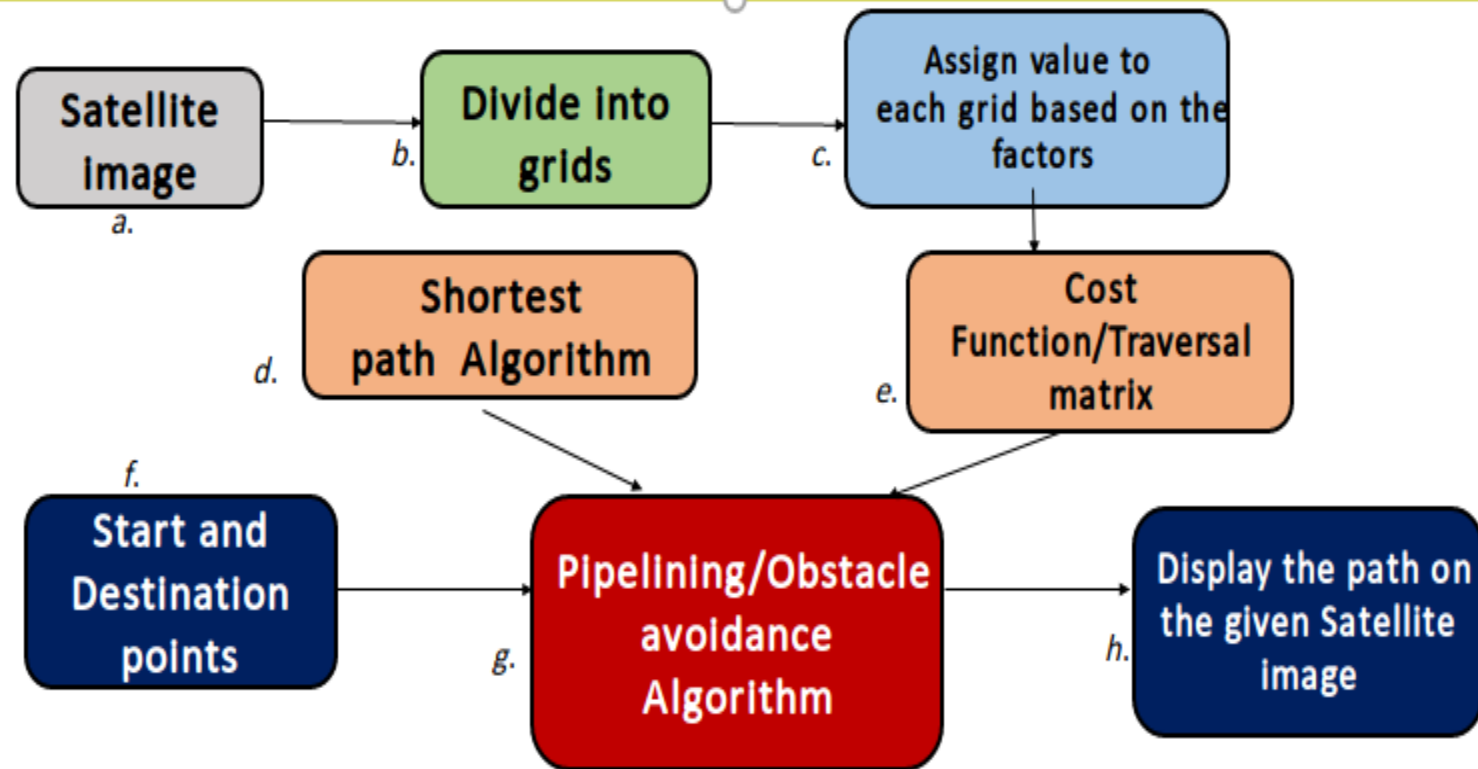 Satellite
image
a.
b.
Divide into
grids
c.
Assign value to
each grid based on the
factors
d.
Shortest
path Algorithm
e.
Cost
Function/Traversal
matrix
f.
Start and
Destination
points
g.
Pipelining/Obstacle
avoidance
Algorithm
h.
Display the path on
the given Satellite
image